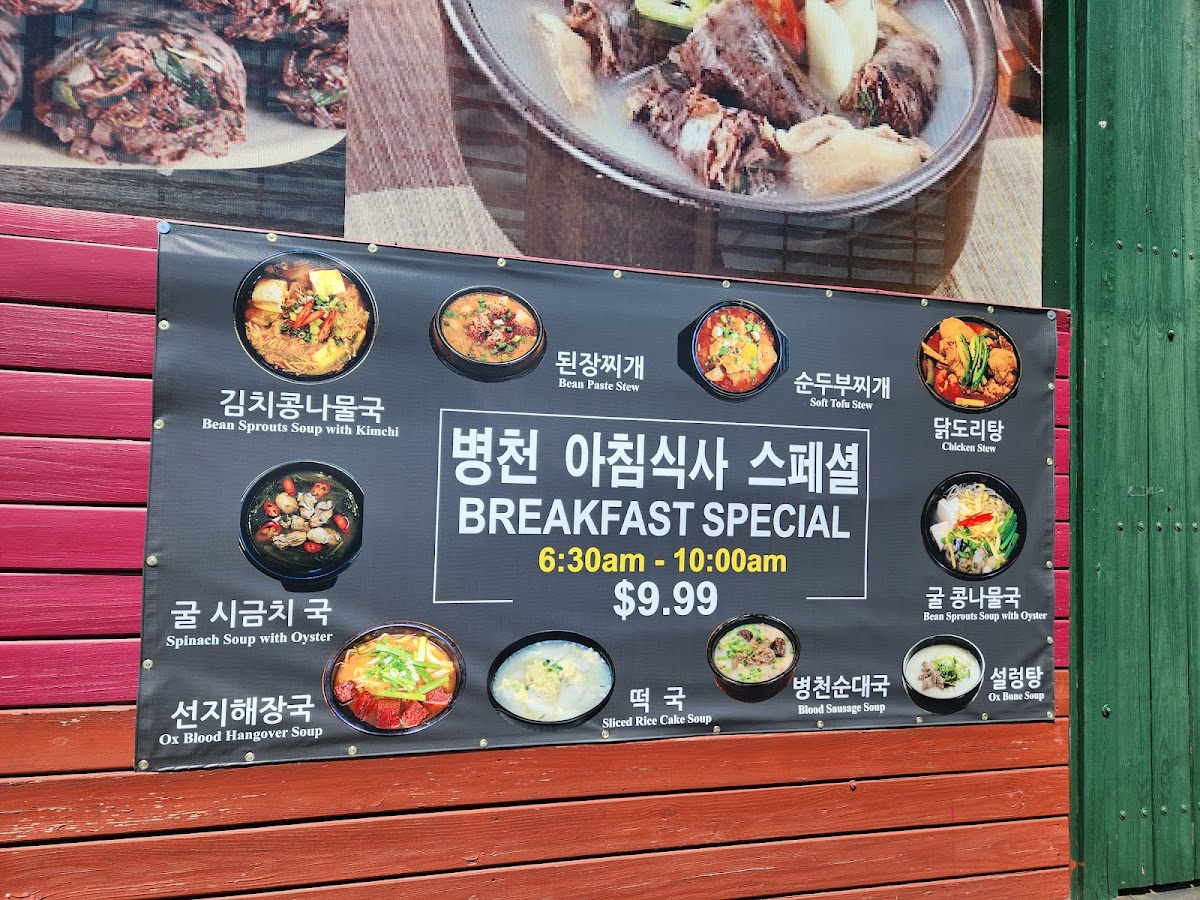 김치콩나물국
Bean Sprouts Soup with Kimchi
된장찌개
Bean Paste Stew
순두부찌개
Soft Tofu Stew
닭도리탕
Chicken Stew
병천 아침식사 스페셜
BREAKFAST SPECIAL
6:30am - 10:00am
$9.99
굴 시금치 국
Spinach Soup with Oyster
굴 콩나물국
Bean Sprouts Soup with Oyster
선지해장국
Ox Blood Hangover Soup
떡 국
Sliced Rice Cake Soup
병천순대국
Blood Sausage Soup
설렁탕
Ox Bone Soup